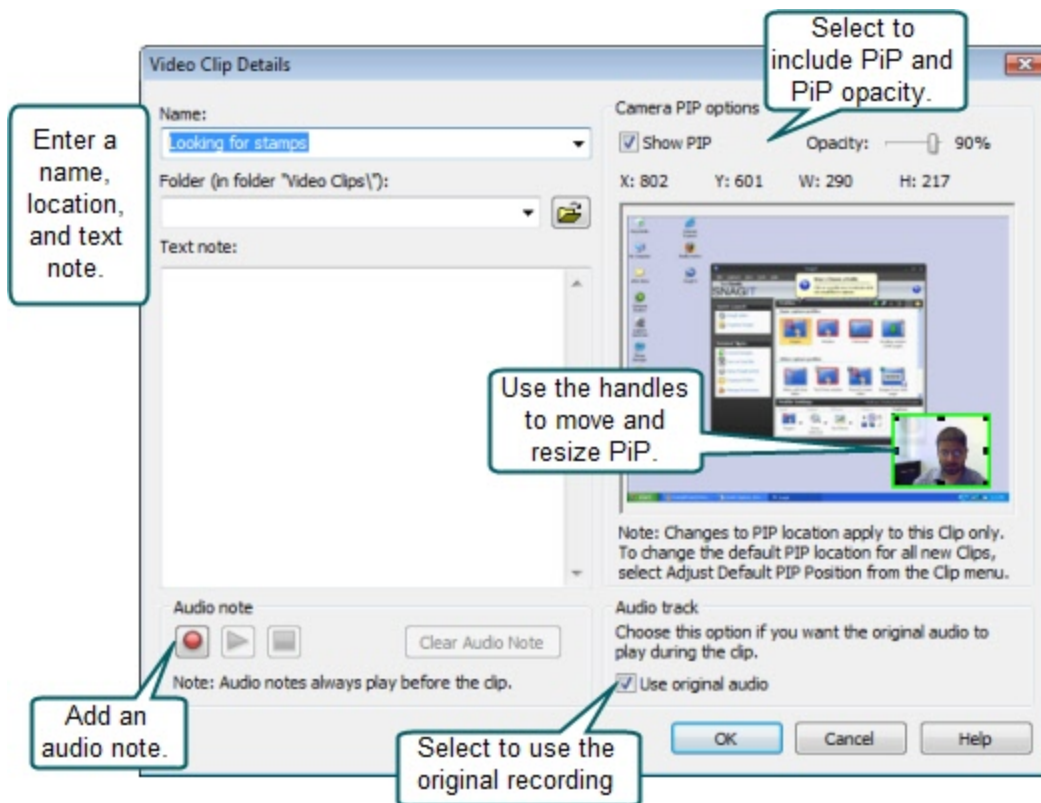 Select to
include PiP and
PiP opacity.
Video Clip Details
Enter a
name,
location,
and text
note.
Name:
Looking for stamps
Folder (in folder "Video Clips\"):
Text note:
Camera PIP options
Show PIP
Opacity:
90%
X: 802 Y: 601 W: 290 H: 217
SNAGIT
Use the handles
to move and
resize PiP.
Note: Changes to PIP location apply to this Clip only.
To change the default PIP location for all new Clips,
select Adjust Default PIP Position from the Clip menu.
Audio note
Clear Audio Note
Note: Audio notes always play before the clip.
Add an
audio note.
Audio track
Choose this option if you want the original audio to
play during the clip.
Use original audio
Select to use the
original recording
OK Cancel Help